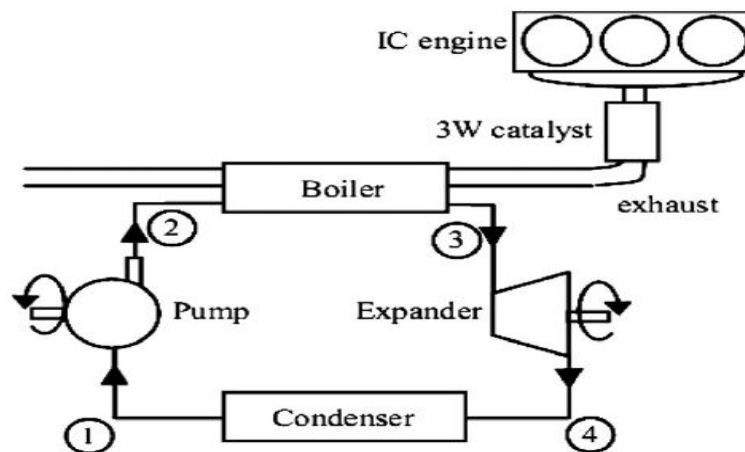 IC engine
3W catalyst
Boiler
exhaust
2
3
Pump
Expander
Condenser
1
4